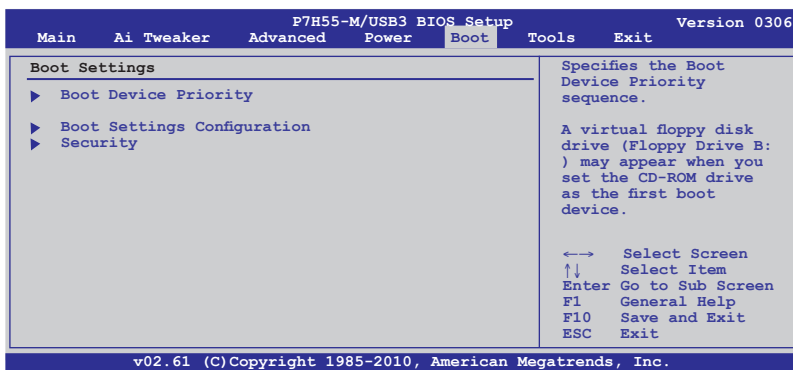 P7H55-M/USB3 BIOS Setup Version 0306
Main Ai Tweaker Advanced Power Boot Tools Exit
Boot Settings
Boot Device Priority
Boot Settings Configuration
Security
Specifies the Boot
Device Priority
sequence.
A virtual floppy disk
drive (Floppy Drive B:
) may appear when you
set the CD-ROM drive
as the first boot
device.
←→ Select Screen
↑↓ Select Item
Enter Go to Sub Screen
F1 General Help
F10 Save and Exit
ESC Exit
v02.61 (C)Copyright 1985-2010, American Megatrends, Inc.